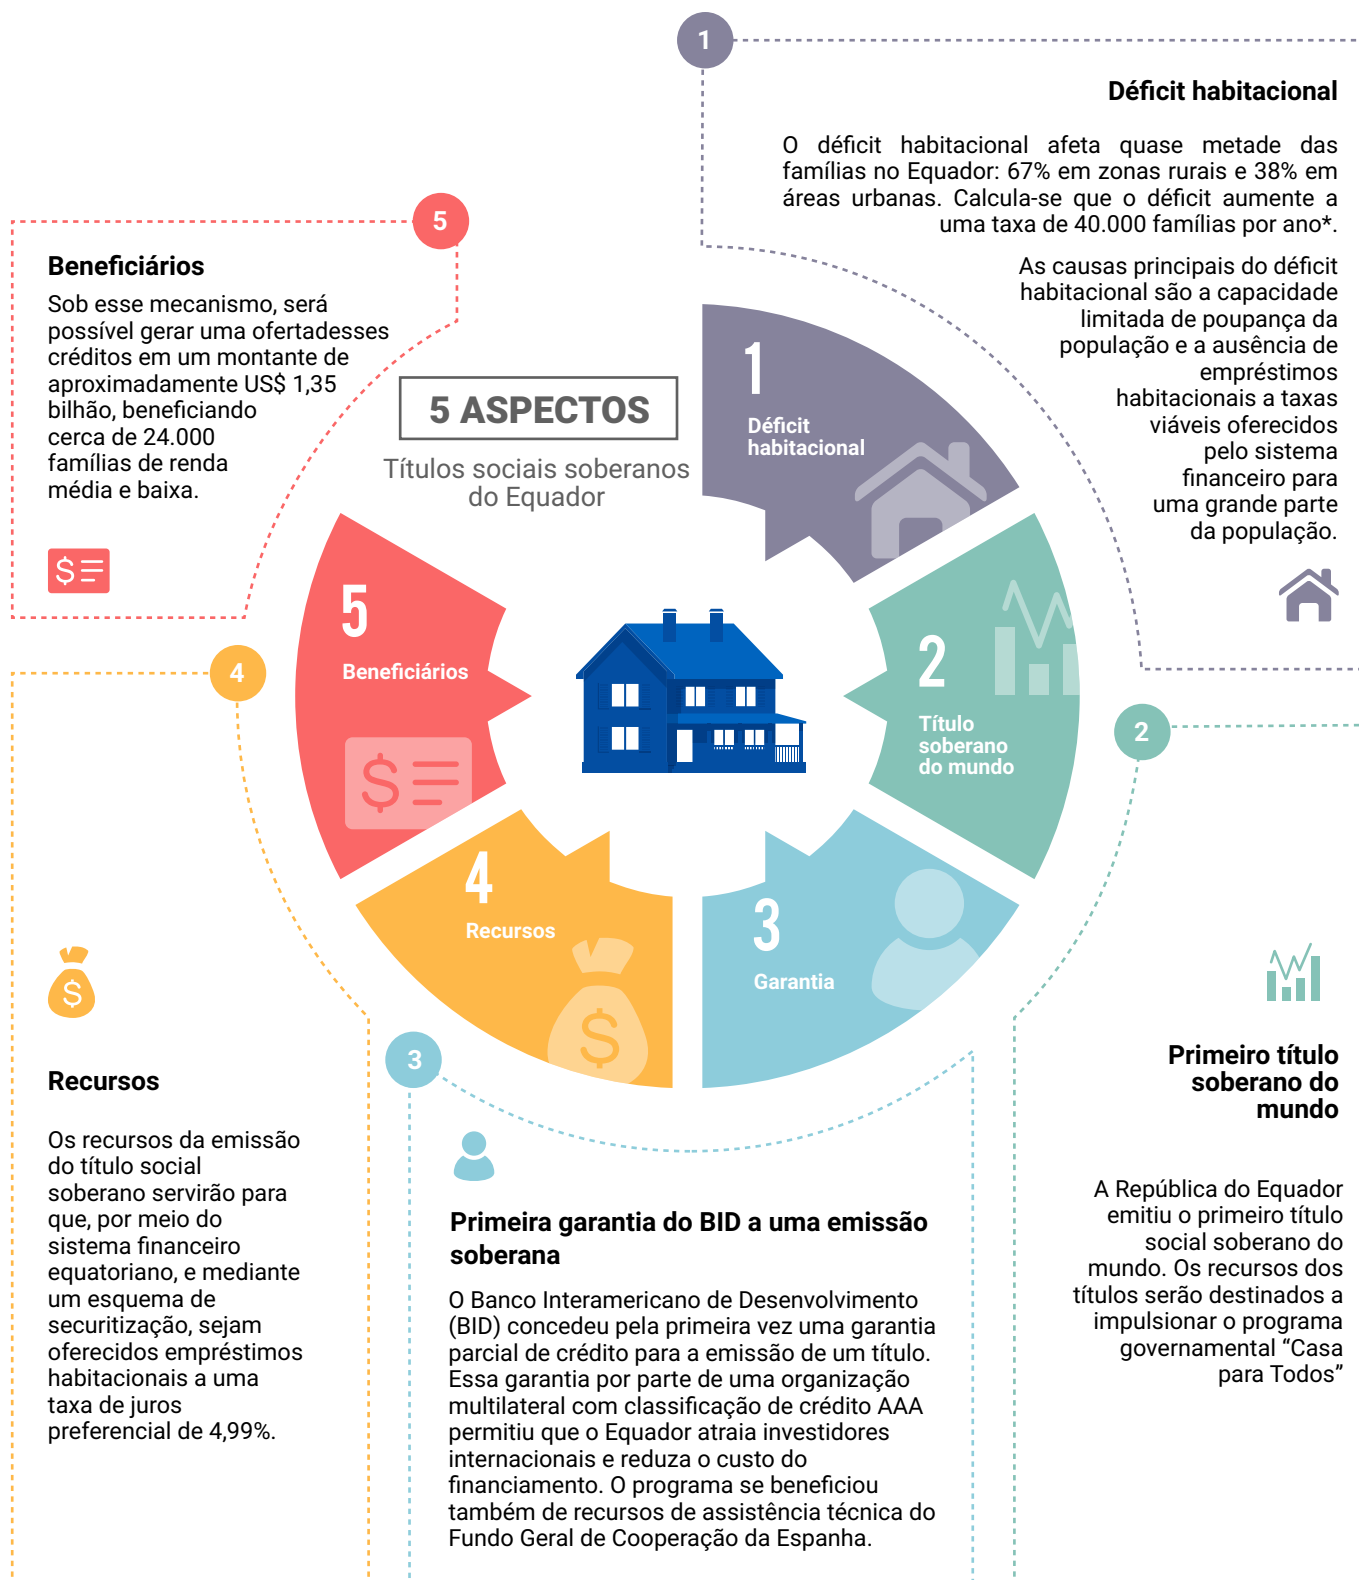 5 ASPECTOS
Títulos sociais soberanos
do Equador
1
Déficit habitacional
O déficit habitacional afeta quase metade das
famílias no Equador: 67% em zonas rurais e 38% em
áreas urbanas. Calcula-se que o déficit aumente a
uma taxa de 40.000 famílias por ano*.
As causas principais do déficit
habitacional são a capacidade
limitada de poupança da
população e a ausência de
empréstimos
habitacionais a taxas
viáveis oferecidos
pelo sistema
financeiro para
uma grande parte
da população.
1
Déficit
habitacional
2
Título
soberano
do mundo
3
Garantia
4
Recursos
5
Beneficiários
2
Primeiro título
soberano do
mundo
A República do Equador
emitiu o primeiro título
social soberano do
mundo. Os recursos dos
títulos serão destinados a
impulsionar o programa
governamental “Casa
para Todos”
3
Primeira garantia do BID a uma emissão
soberana
O Banco Interamericano de Desenvolvimento
(BID) concedeu pela primeira vez uma garantia
parcial de crédito para a emissão de um título.
Essa garantia por parte de uma organização
multilateral com classificação de crédito AAA
permitiu que o Equador atraia investidores
internacionais e reduza o custo do
financiamento. O programa se beneficiou
também de recursos de assistência técnica do
Fundo Geral de Cooperação da Espanha.
4
$
Recursos
Os recursos da emissão
do título social
soberano servirão para
que, por meio do
sistema financeiro
equatoriano, e mediante
um esquema de
securitização, sejam
oferecidos empréstimos
habitacionais a uma
taxa de juros
preferencial de 4,99%.
5
Beneficiários
Sob esse mecanismo, será
possível gerar uma ofertadesses
créditos em um montante de
aproximadamente US$ 1,35
bilhão, beneficiando
cerca de 24.000
famílias de renda
média e baixa.
$
$
$